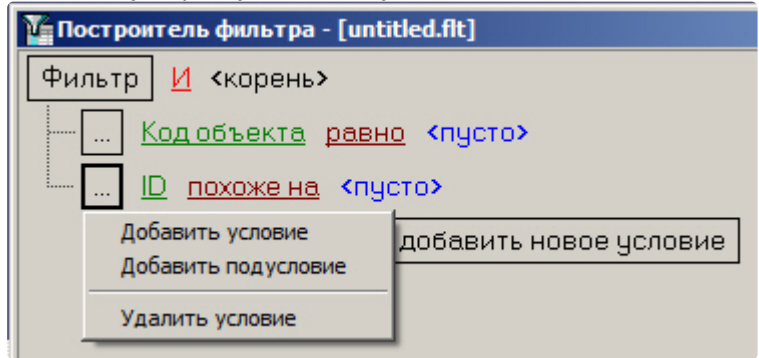 Построитель фильтра - [untitled.flt]
Фильтр И <корень>
... Код объекта равно <пусто>
... ID похоже на <пусто>
Добавить условие
добавить новое условие
Добавить подусловие
Удалить условие